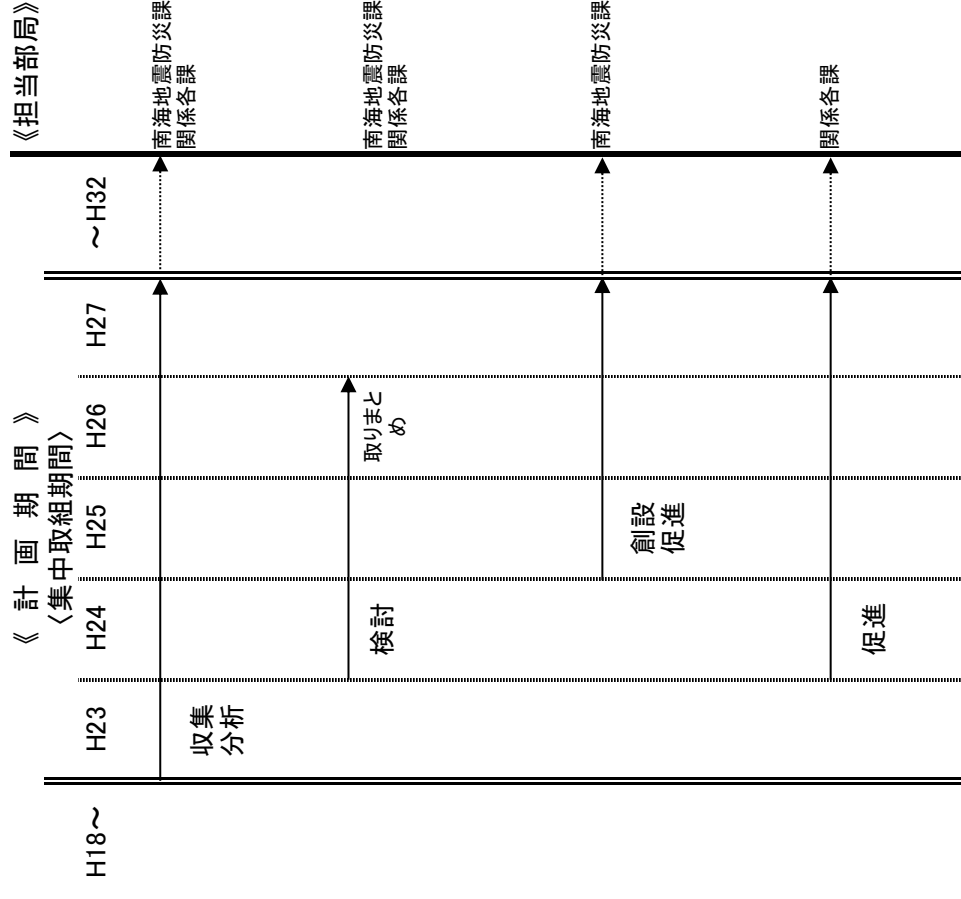 《 計 画 期 間 》
《担当部局》
〈集中取組期間〉
H18～
H23
H24
H25
H26
H27
～H32
収集
分析
南海地震防災課
関係各課
検討
取りまと
め
南海地震防災課
関係各課
創設
促進
南海地震防災課
促進
関係各課